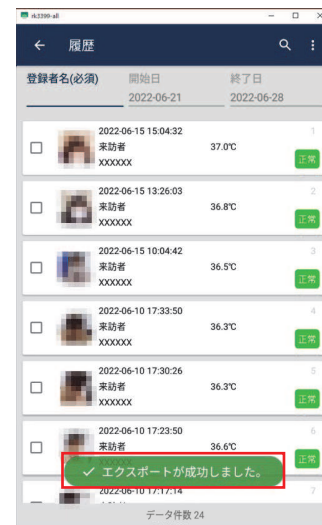 rk3399-all
履歴
登録者名(必須) 開始日 終了日
2022-06-21 2022-06-28
2022-06-15 15:04:32 1
来訪者 37.0℃
XXXXXX 正常
2022-06-15 13:26:03 2
来訪者 36.8℃
XXXXXX 正常
2022-06-15 10:04:42 3
来訪者 36.5℃
XXXXXX 正常
2022-06-10 17:33:50 4
来訪者 36.3℃
XXXXXX 正常
2022-06-10 17:30:26 5
来訪者 36.3℃
XXXXXX 正常
2022-06-10 17:23:50 6
来訪者 36.6℃
正常
エクスポートが成功しました。
2022-06-10 17:17:14 7
データ件数 24